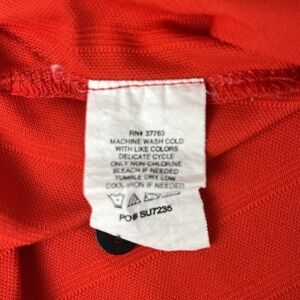 RN# 37763
MACHINE WASH COLD
WITH LIKE COLORS
DELICATE CYCLE
ONLY NON-CHLORINE
BLEACH IF NEEDED
TUMBLE DRY LOW
COOL IRON IF NEEDED
PO# SU7235